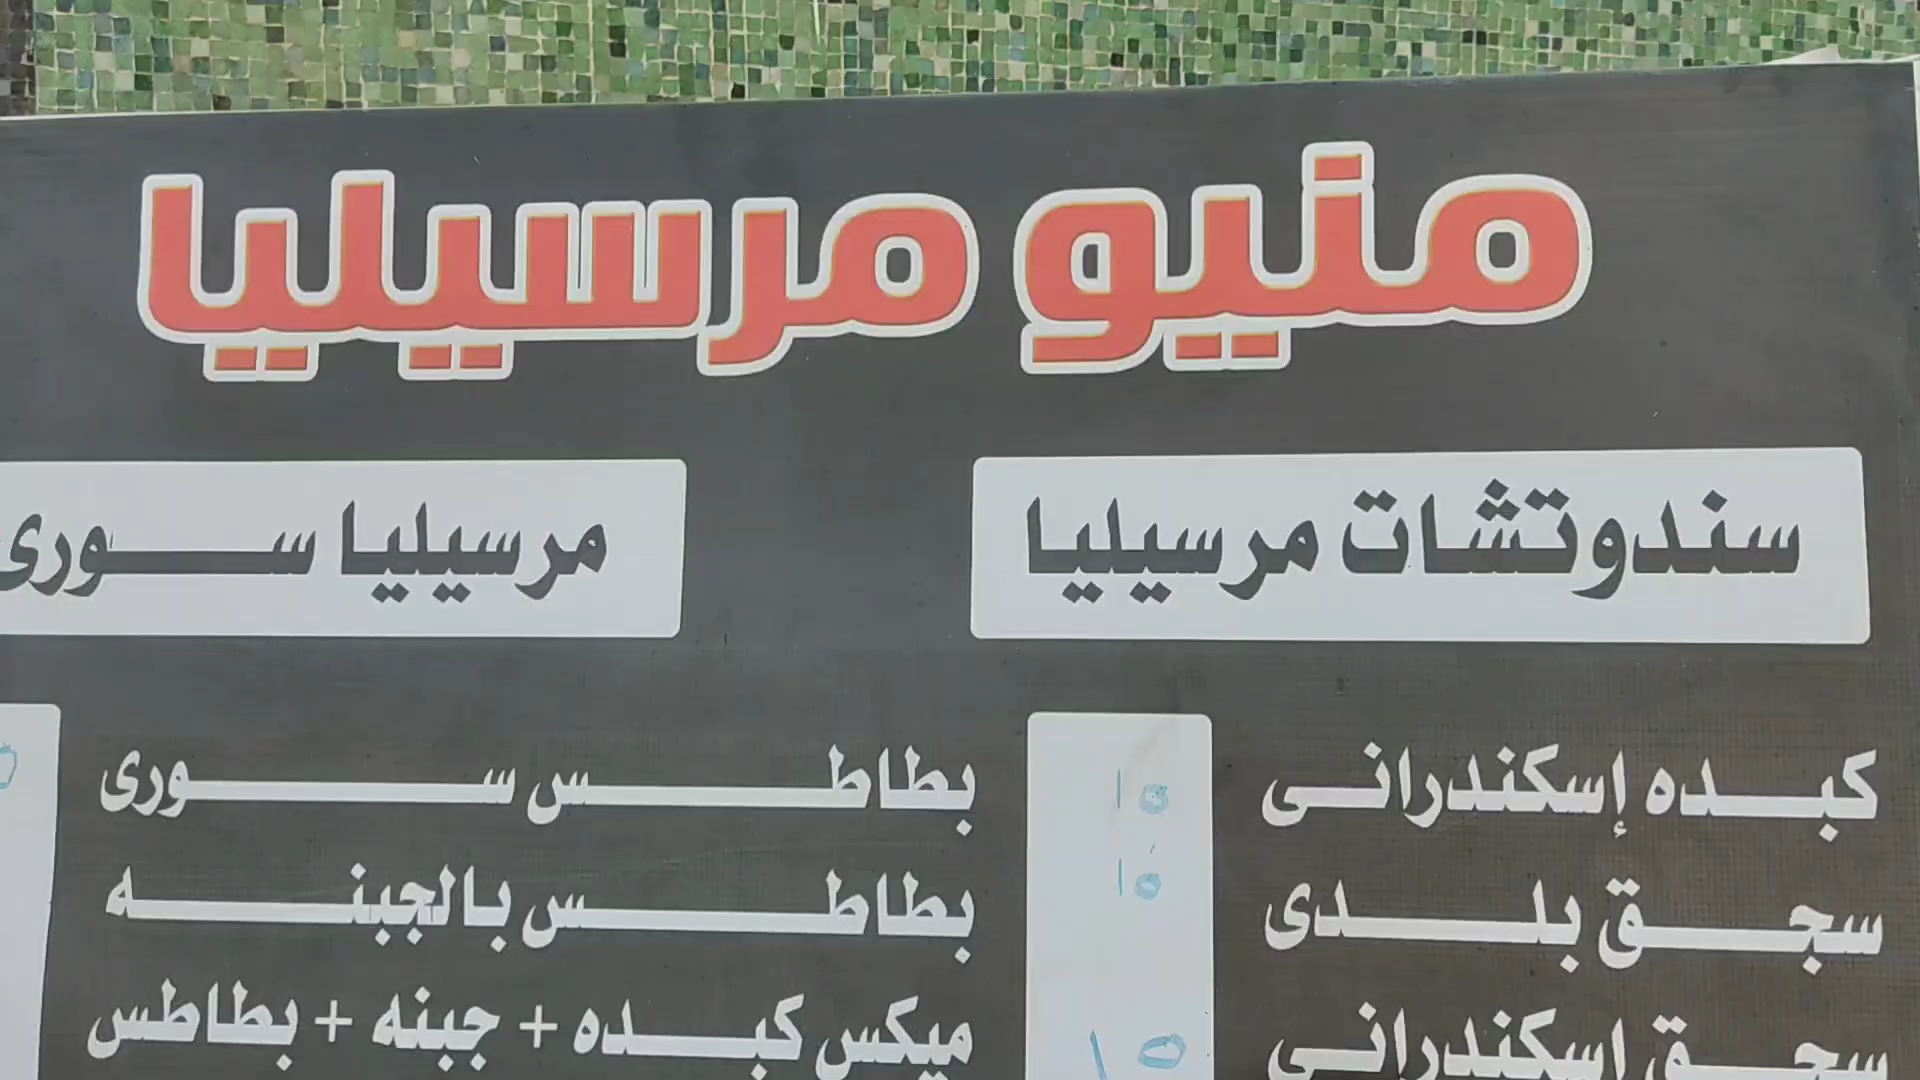 منيو مرسيليا
سندوتشات مرسيليا
كبده إسكندرانى ١٥
سجق بلدى ١٥
سجق إسكندرانى ١٥
مرسيليا سورى
بطاطس سورى
بطاطس بالجبنه
ميكس كبده + جبنه + بطاطس